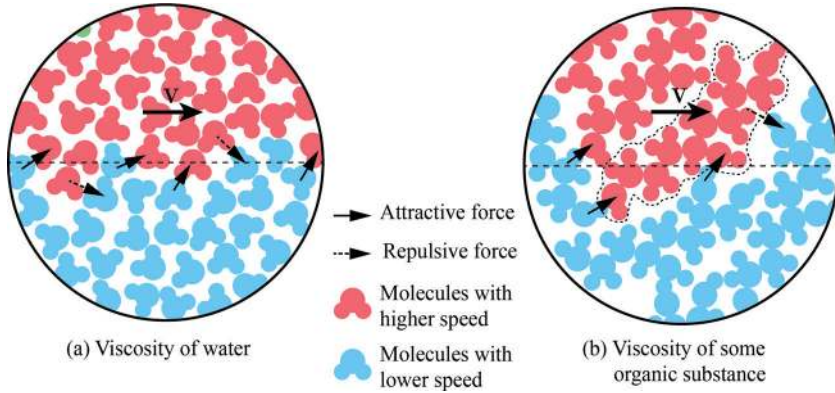 V
V
Attractive force
Repulsive force
Molecules with
higher speed
Molecules with
lower speed
(a) Viscosity of water
(b) Viscosity of some
organic substance